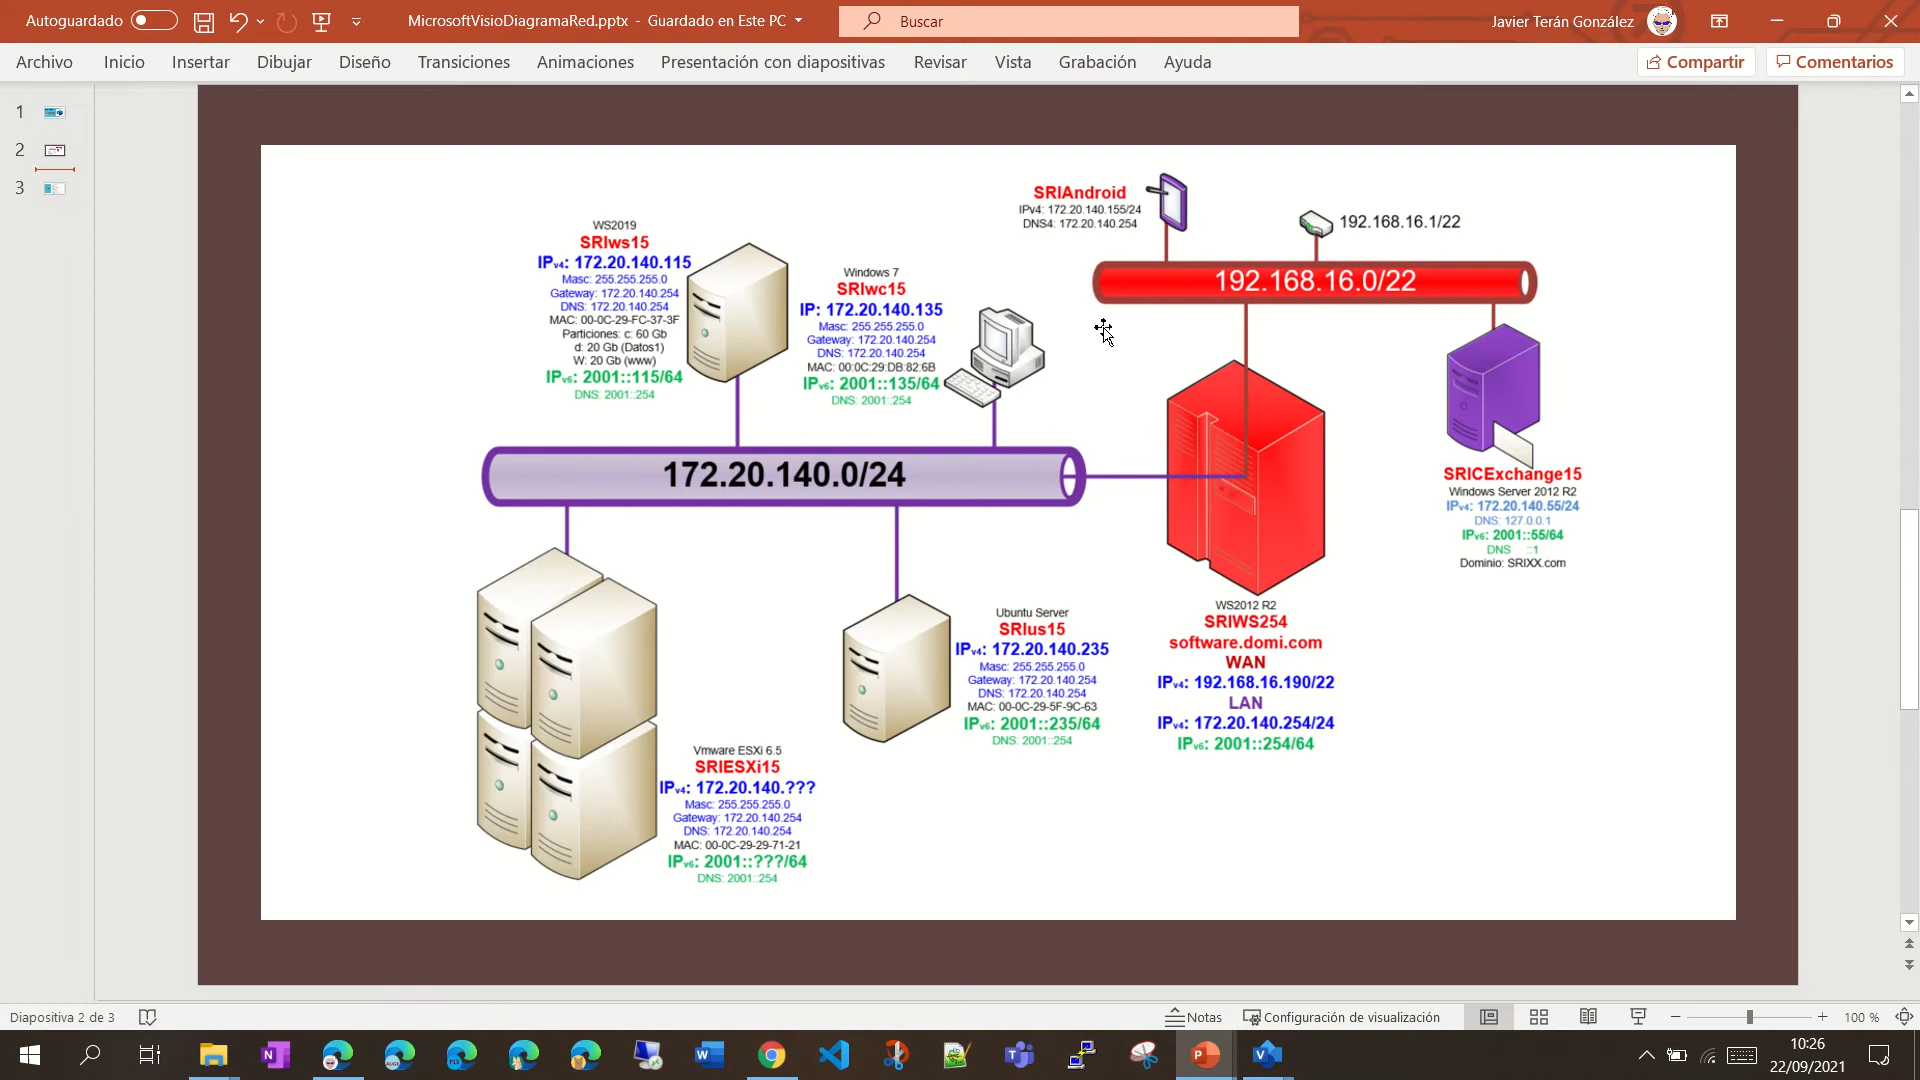 Autoguardado
MicrosoftVisioDiagramaRed.pptx - Guardado en Este PC
Buscar
Javier Terán González
Archivo Inicio Insertar Dibujar Diseño Transiciones Animaciones Presentación con diapositivas Revisar Vista Grabación Ayuda
Compartir
Comentarios
1
2
3
WS2019
SRIws15
IPv4: 172.20.140.115
Masc: 255.255.255.0
Gateway: 172.20.140.254
DNS: 172.20.140.254
MAC: 00-0C-29-FC-37-3F
Particiones: c: 60 Gb
d: 20 Gb (Datos1)
W: 20 Gb (www)
IPv6: 2001::115/64
DNS: 2001::254
Windows 7
SRIwc15
IP: 172.20.140.135
Masc: 255.255.255.0
Gateway: 172.20.140.254
DNS: 172.20.140.254
MAC: 00:0C:29:DB:82:6B
IPv6: 2001::135/64
DNS: 2001::254
SRIAndroid
IPv4: 172.20.140.155/24
DNS4: 172.20.140.254
192.168.16.1/22
192.168.16.0/22
172.20.140.0/24
SRICExchange15
Windows Server 2012 R2
IPv4: 172.20.140.55/24
DNS: 127.0.0.1
IPv6: 2001::55/64
DNS ::1
Dominio: SRIXX.com
Vmware ESXi 6.5
SRIESXi15
IPv4: 172.20.140.???
Masc: 255.255.255.0
Gateway: 172.20.140.254
DNS: 172.20.140.254
MAC: 00-0C-29-29-71-21
IPv6: 2001::???/64
DNS: 2001::254
Ubuntu Server
SRIus15
IPv4: 172.20.140.235
Masc: 255.255.255.0
Gateway: 172.20.140.254
DNS: 172.20.140.254
MAC: 00-0C-29-5F-9C-63
IPv6: 2001::235/64
DNS: 2001::254
WS2012 R2
SRIWS254
software.domi.com
WAN
IPv4: 192.168.16.190/22
LAN
IPv4: 172.20.140.254/24
IPv6: 2001::254/64
Diapositiva 2 de 3
Notas
Configuración de visualización
100 %
10:26
22/09/2021